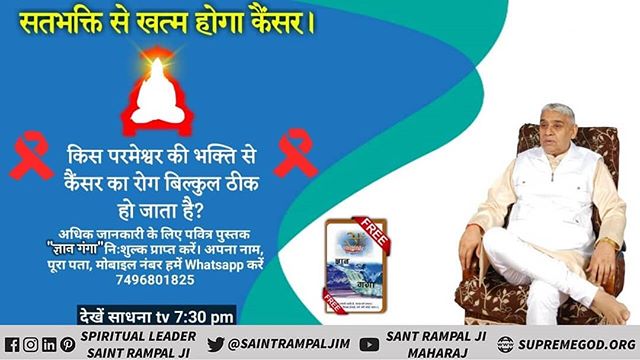 सतभक्ति से खत्म होगा कैंसर।
किस परमेश्वर की भक्ति से
कैंसर का रोग बिल्कुल ठीक
हो जाता है?
अधिक जानकारी के लिए पवित्र पुस्तक
"ज्ञान गंगा" निःशुल्क प्राप्त करें। अपना नाम,
पूरा पता, मोबाइल नंबर हमें Whatsapp करें
7496801825
देखें साधना tv 7:30 pm
FREE
ज्ञान
गंगा
FREE
SPIRITUAL LEADER
SAINT RAMPAL JI
@SAINTRAMPALJIM
SANT RAMPAL JI
MAHARAJ
SUPREMEGOD.ORG